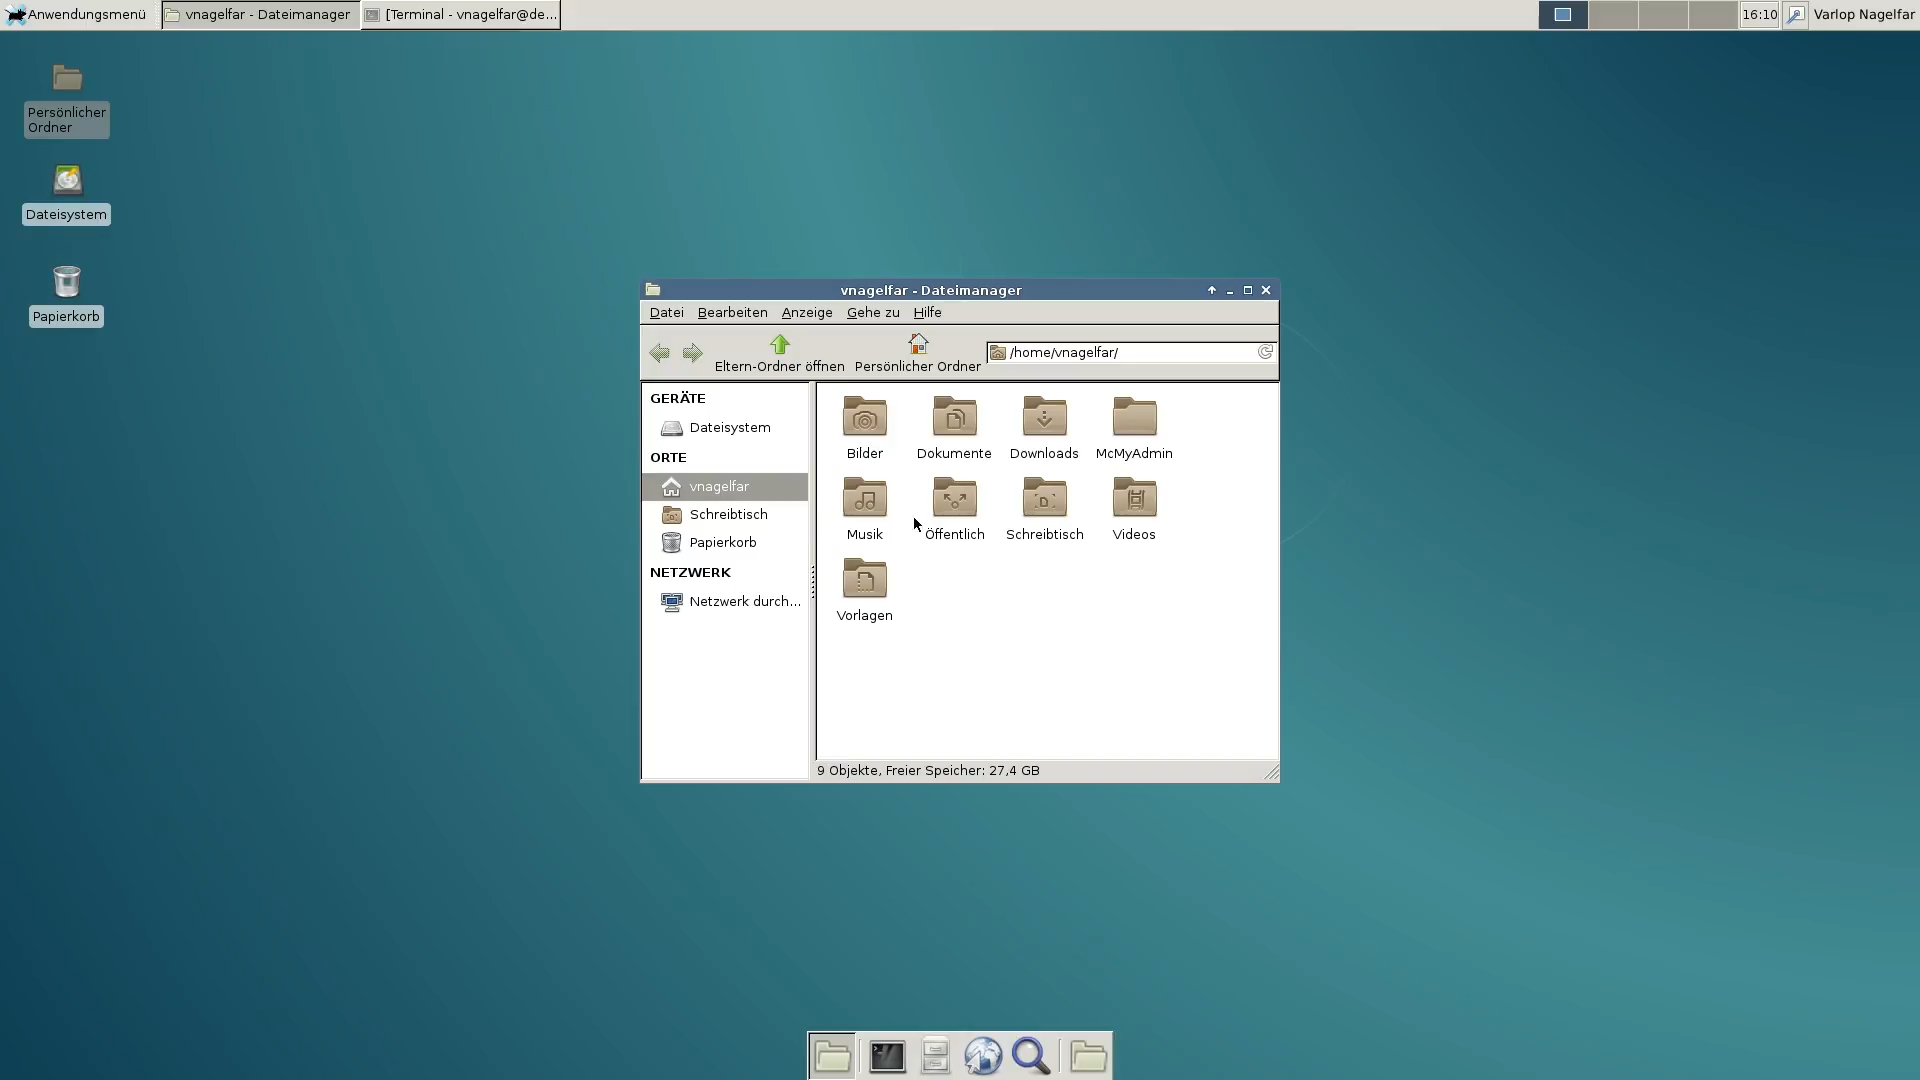 Anwendungsmenü
vnagelfar - Dateimanager
[Terminal - vnagelfar@de...
16:10
Varlop Nagelfar
Persönlicher
Ordner
Dateisystem
Papierkorb
vnagelfar - Dateimanager
Datei Bearbeiten Anzeige Gehe zu Hilfe
Eltern-Ordner öffnen
Persönlicher Ordner
/home/vnagelfar/
GERÄTE
Dateisystem
ORTE
vnagelfar
Schreibtisch
Papierkorb
NETZWERK
Netzwerk durch...
Bilder Dokumente Downloads McMyAdmin
Musik Öffentlich Schreibtisch Videos
Vorlagen
9 Objekte, Freier Speicher: 27,4 GB